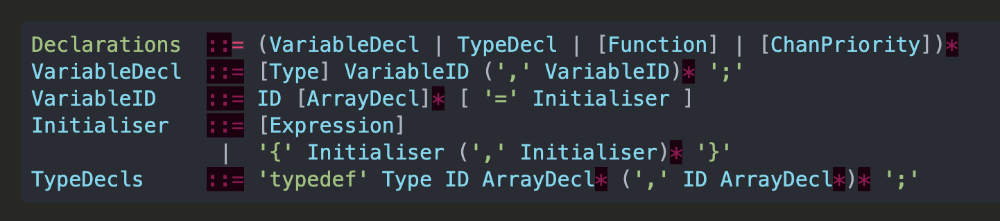 Declarations ::= (VariableDecl | TypeDecl | [Function] | [ChanPriority])*
VariableDecl ::= [Type] VariableID (',' VariableID)* ';'
VariableID ::= ID [ArrayDecl]* [ '=' Initialiser ]
Initialiser ::= [Expression]
| '{' Initialiser (',' Initialiser)* '}'
TypeDecls ::= 'typedef' Type ID ArrayDecl* (',' ID ArrayDecl*)* ';'